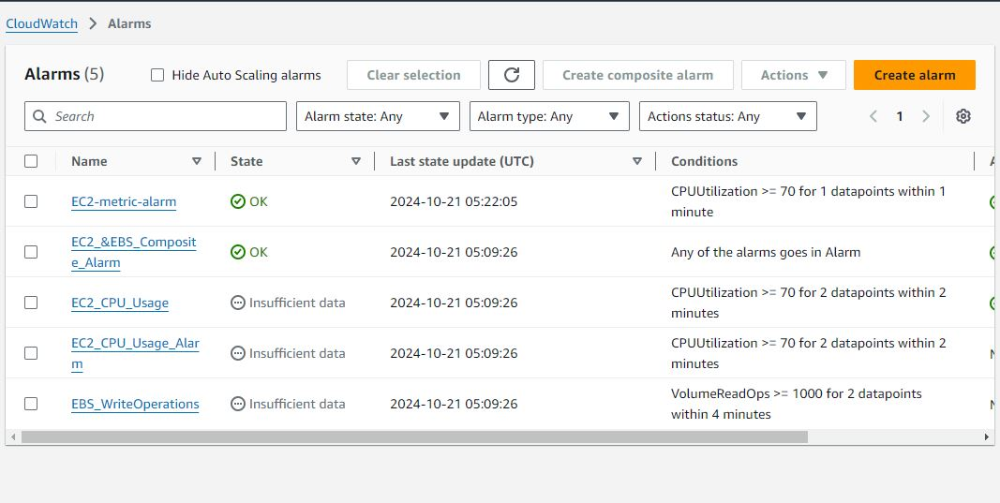 CloudWatch > Alarms
Alarms (5)
Hide Auto Scaling alarms
Clear selection
Create composite alarm
Actions
Create alarm
Search
Alarm state: Any
Alarm type: Any
Actions status: Any
1
Name
State
Last state update (UTC)
Conditions
EC2-metric-alarm
OK
2024-10-21 05:22:05
CPUUtilization >= 70 for 1 datapoints within 1
minute
EC2_&EBS_Composit
e_Alarm
OK
2024-10-21 05:09:26
Any of the alarms goes in Alarm
EC2_CPU_Usage
Insufficient data
2024-10-21 05:09:26
CPUUtilization >= 70 for 2 datapoints within 2
minutes
EC2_CPU_Usage_Alar
m
Insufficient data
2024-10-21 05:09:26
CPUUtilization >= 70 for 2 datapoints within 2
minutes
EBS_WriteOperations
Insufficient data
2024-10-21 05:09:26
VolumeReadOps >= 1000 for 2 datapoints
within 4 minutes